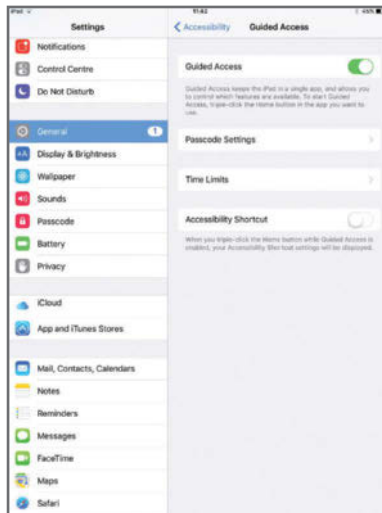 iPad
11:42
45%
Settings
Accessibility
Guided Access
Notifications
Control Centre
Do Not Disturb
General
1
Display & Brightness
Wallpaper
Sounds
Passcode
Battery
Privacy
iCloud
App and iTunes Stores
Mail, Contacts, Calendars
Notes
Reminders
Messages
FaceTime
Maps
Safari
Guided Access
Guided Access keeps the iPad in a single app, and allows you
to control which features are available. To start Guided
Access, triple-click the Home button in the app you want to
use.
Passcode Settings
Time Limits
Accessibility Shortcut
When you triple-click the Home button while Guided Access is
enabled, your Accessibility Shortcut settings will be displayed.